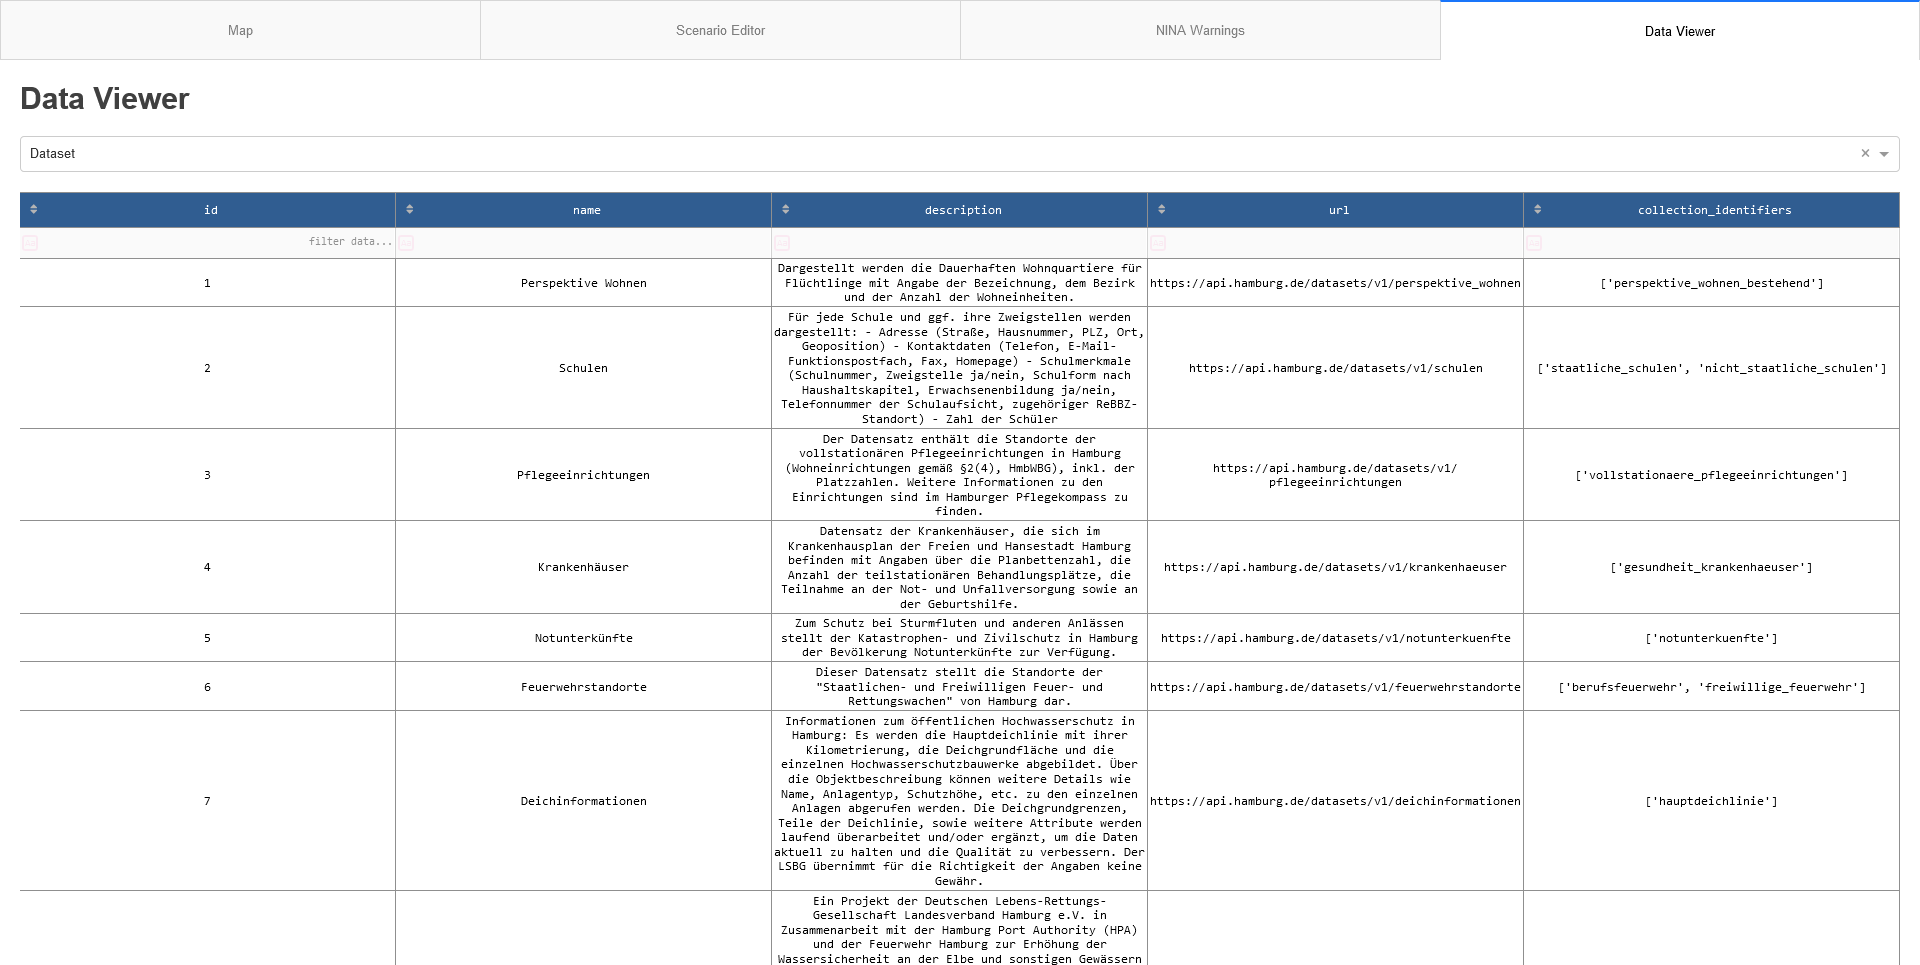 Map
Scenario Editor
NINA Warnings
Data Viewer
Data Viewer
Dataset
×
id
name
description
url
collection_identifiers
filter data...
1
Perspektive Wohnen
Dargestellt werden die Dauerhaften Wohnquartiere für
Flüchtlinge mit Angabe der Bezeichnung, dem Bezirk
und der Anzahl der Wohneinheiten.
https://api.hamburg.de/datasets/v1/perspektive_wohnen
['perspektive_wohnen_bestehend']
2
Schulen
Für jede Schule und ggf. ihre Zweigstellen werden
dargestellt: - Adresse (Straße, Hausnummer, PLZ, Ort,
Geoposition) - Kontaktdaten (Telefon, E-Mail-
Funktionspostfach, Fax, Homepage) - Schulmerkmale
(Schulnummer, Zweigstelle ja/nein, Schulform nach
Haushaltskapitel, Erwachsenenbildung ja/nein,
Telefonnummer der Schulaufsicht, zugehöriger ReBBZ-
Standort) - Zahl der Schüler
https://api.hamburg.de/datasets/v1/schulen
['staatliche_schulen', 'nicht_staatliche_schulen']
3
Pflegeeinrichtungen
Der Datensatz enthält die Standorte der
vollstationären Pflegeeinrichtungen in Hamburg
(Wohneinrichtungen gemäß §2(4), HmbWBG), inkl. der
Platzzahlen. Weitere Informationen zu den
Einrichtungen sind im Hamburger Pflegekompass zu
finden.
https://api.hamburg.de/datasets/v1/
pflegeeinrichtungen
['vollstationaere_pflegeeinrichtungen']
4
Krankenhäuser
Datensatz der Krankenhäuser, die sich im
Krankenhausplan der Freien und Hansestadt Hamburg
befinden mit Angaben über die Planbettenzahl, die
Anzahl der teilstationären Behandlungsplätze, die
Teilnahme an der Not- und Unfallversorgung sowie an
der Geburtshilfe.
https://api.hamburg.de/datasets/v1/krankenhaeuser
['gesundheit_krankenhaeuser']
5
Notunterkünfte
Zum Schutz bei Sturmfluten und anderen Anlässen
stellt der Katastrophen- und Zivilschutz in Hamburg
der Bevölkerung Notunterkünfte zur Verfügung.
https://api.hamburg.de/datasets/v1/notunterkuenfte
['notunterkuenfte']
6
Feuerwehrstandorte
Dieser Datensatz stellt die Standorte der
"Staatlichen- und Freiwilligen Feuer- und
Rettungswachen" von Hamburg dar.
https://api.hamburg.de/datasets/v1/feuerwehrstandorte
['berufsfeuerwehr', 'freiwillige_feuerwehr']
7
Deichinformationen
Informationen zum öffentlichen Hochwasserschutz in
Hamburg: Es werden die Hauptdeichlinie mit ihrer
Kilometrierung, die Deichgrundfläche und die
einzelnen Hochwasserschutzbauwerke abgebildet. Über
die Objektbeschreibung können weitere Details wie
Name, Anlagentyp, Schutzhöhe, etc. zu den einzelnen
Anlagen abgerufen werden. Die Deichgrundgrenzen,
Teile der Deichlinie, sowie weitere Attribute werden
laufend überarbeitet und/oder ergänzt, um die Daten
aktuell zu halten und die Qualität zu verbessern. Der
LSBG übernimmt für die Richtigkeit der Angaben keine
Gewähr.
https://api.hamburg.de/datasets/v1/deichinformationen
['hauptdeichlinie']
Ein Projekt der Deutschen Lebens-Rettungs-
Gesellschaft Landesverband Hamburg e.V. in
Zusammenarbeit mit der Hamburg Port Authority (HPA)
und der Feuerwehr Hamburg zur Erhöhung der
Wassersicherheit an der Elbe und sonstigen Gewässern